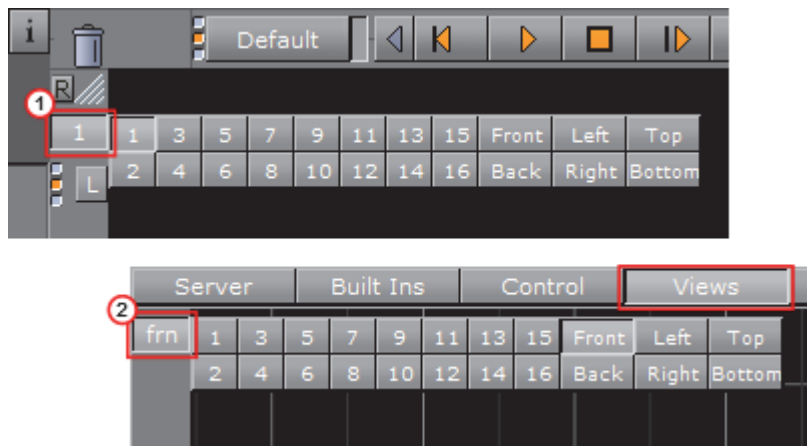 i
Default
R
1
1 1 3 5 7 9 11 13 15 Front Left Top
L 2 4 6 8 10 12 14 16 Back Right Bottom
Server Built Ins Control Views
2
frn 1 3 5 7 9 11 13 15 Front Left Top
2 4 6 8 10 12 14 16 Back Right Bottom